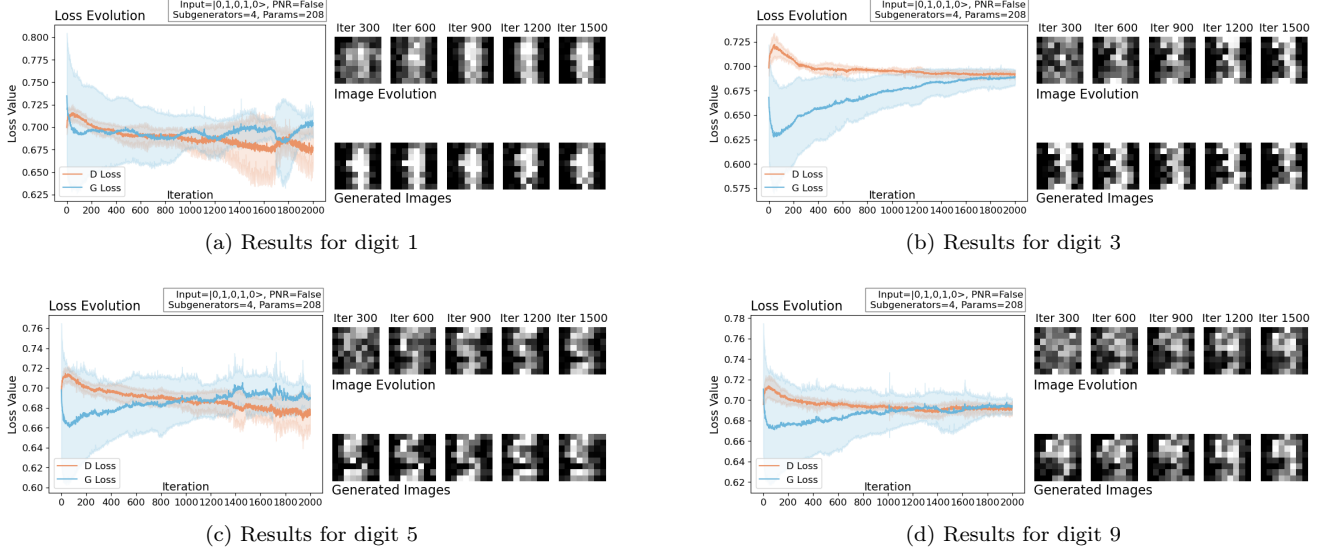 Loss Evolution
Input=|0,1,0,1,0>, PNR=False
Subgenerators=4, Params=208
Loss Value
0.800
0.775
0.750
0.725
0.700
0.675
0.650
0.625
D Loss
G Loss
Iteration
0 200 400 600 800 1000 1200 1400 1600 1800 2000
Iter 300 Iter 600 Iter 900 Iter 1200 Iter 1500
Image Evolution
Generated Images
(a) Results for digit 1
Loss Evolution
Input=|0,1,0,1,0>, PNR=False
Subgenerators=4, Params=208
Loss Value
0.725
0.700
0.675
0.650
0.625
0.600
0.575
D Loss
G Loss
Iteration
0 200 400 600 800 1000 1200 1400 1600 1800 2000
Iter 300 Iter 600 Iter 900 Iter 1200 Iter 1500
Image Evolution
Generated Images
(b) Results for digit 3
Loss Evolution
Input=|0,1,0,1,0>, PNR=False
Subgenerators=4, Params=208
Loss Value
0.76
0.74
0.72
0.70
0.68
0.66
0.64
0.62
0.60
D Loss
G Loss
Iteration
0 200 400 600 800 1000 1200 1400 1600 1800 2000
Iter 300 Iter 600 Iter 900 Iter 1200 Iter 1500
Image Evolution
Generated Images
(c) Results for digit 5
Loss Evolution
Input=|0,1,0,1,0>, PNR=False
Subgenerators=4, Params=208
Loss Value
0.78
0.76
0.74
0.72
0.70
0.68
0.66
0.64
0.62
D Loss
G Loss
Iteration
0 200 400 600 800 1000 1200 1400 1600 1800 2000
Iter 300 Iter 600 Iter 900 Iter 1200 Iter 1500
Image Evolution
Generated Images
(d) Results for digit 9